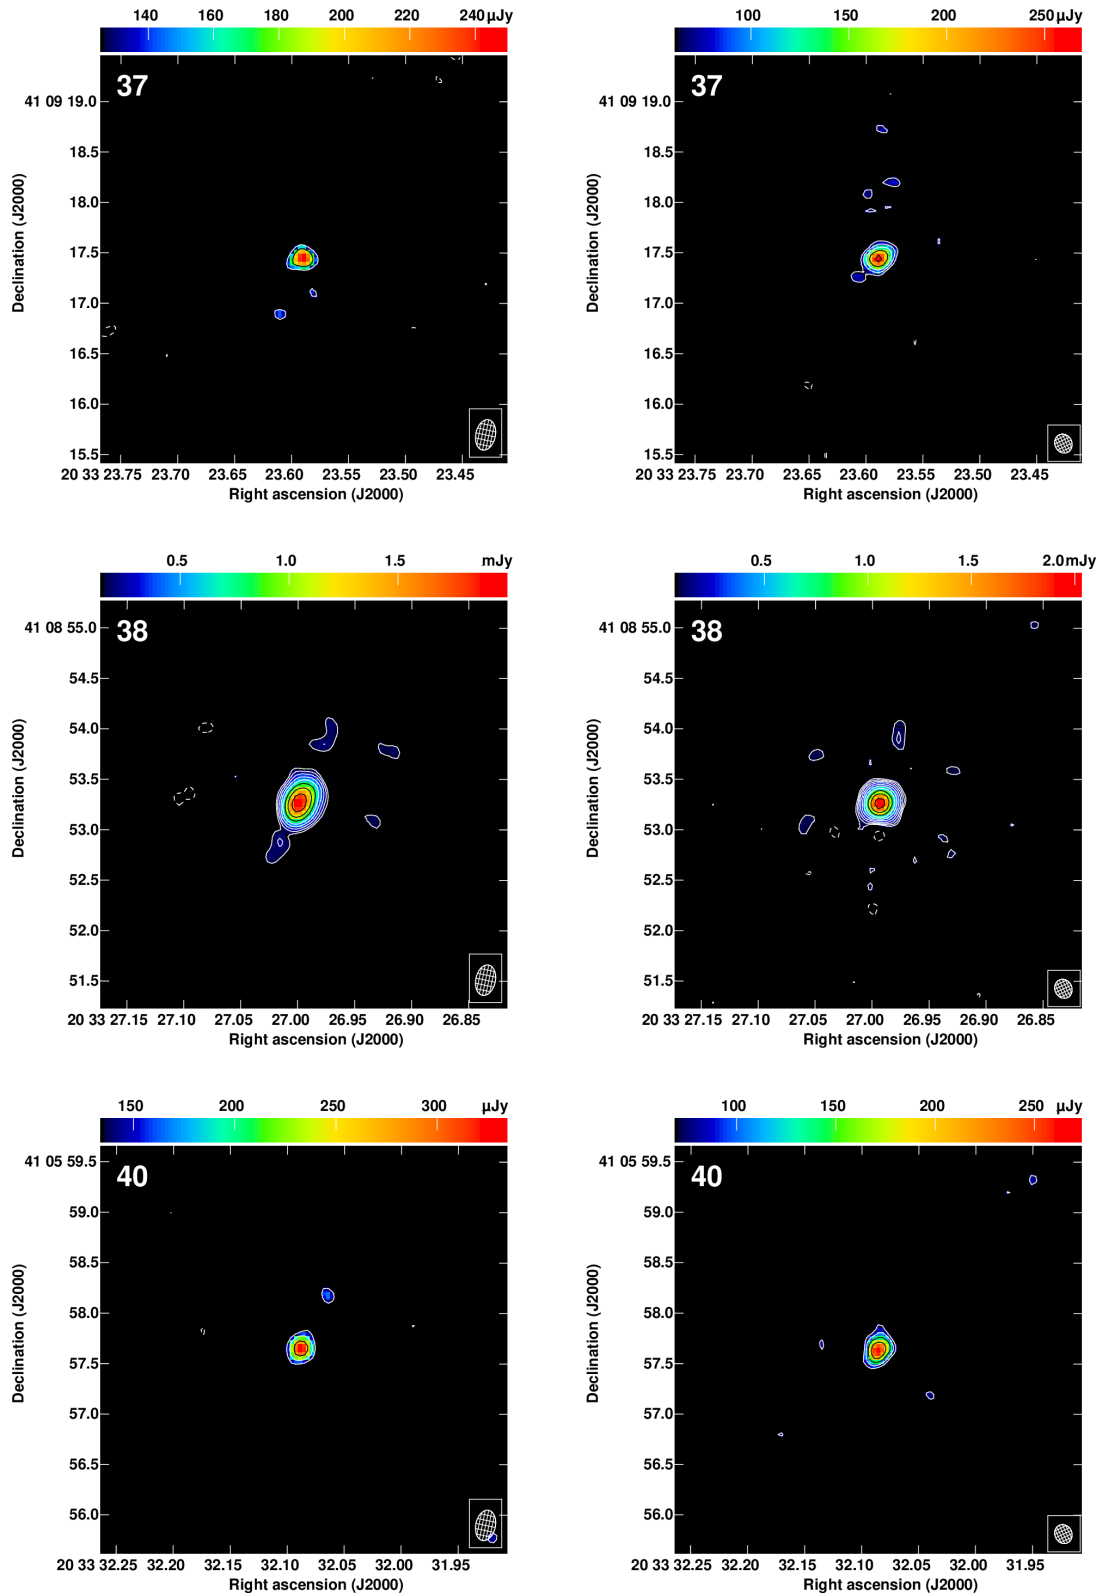 140 160 180 200 220 240 µJy
100 150 200 250 µJy
37
37
41 09 19.0
18.5
18.0
17.5
17.0
16.5
16.0
15.5
Declination (J2000)
41 09 19.0
18.5
18.0
17.5
17.0
16.5
16.0
15.5
Declination (J2000)
20 33 23.75 23.70 23.65 23.60 23.55 23.50 23.45
Right ascension (J2000)
20 33 23.75 23.70 23.65 23.60 23.55 23.50 23.45
Right ascension (J2000)
0.5 1.0 1.5 mJy
0.5 1.0 1.5 2.0 mJy
38
38
41 08 55.0
54.5
54.0
53.5
53.0
52.5
52.0
51.5
Declination (J2000)
41 08 55.0
54.5
54.0
53.5
53.0
52.5
52.0
51.5
Declination (J2000)
20 33 27.15 27.10 27.05 27.00 26.95 26.90 26.85
Right ascension (J2000)
20 33 27.15 27.10 27.05 27.00 26.95 26.90 26.85
Right ascension (J2000)
150 200 250 300 µJy
100 150 200 250 µJy
40
40
41 05 59.5
59.0
58.5
58.0
57.5
57.0
56.5
56.0
Declination (J2000)
41 05 59.5
59.0
58.5
58.0
57.5
57.0
56.5
56.0
Declination (J2000)
20 33 32.25 32.20 32.15 32.10 32.05 32.00 31.95
Right ascension (J2000)
20 33 32.25 32.20 32.15 32.10 32.05 32.00 31.95
Right ascension (J2000)